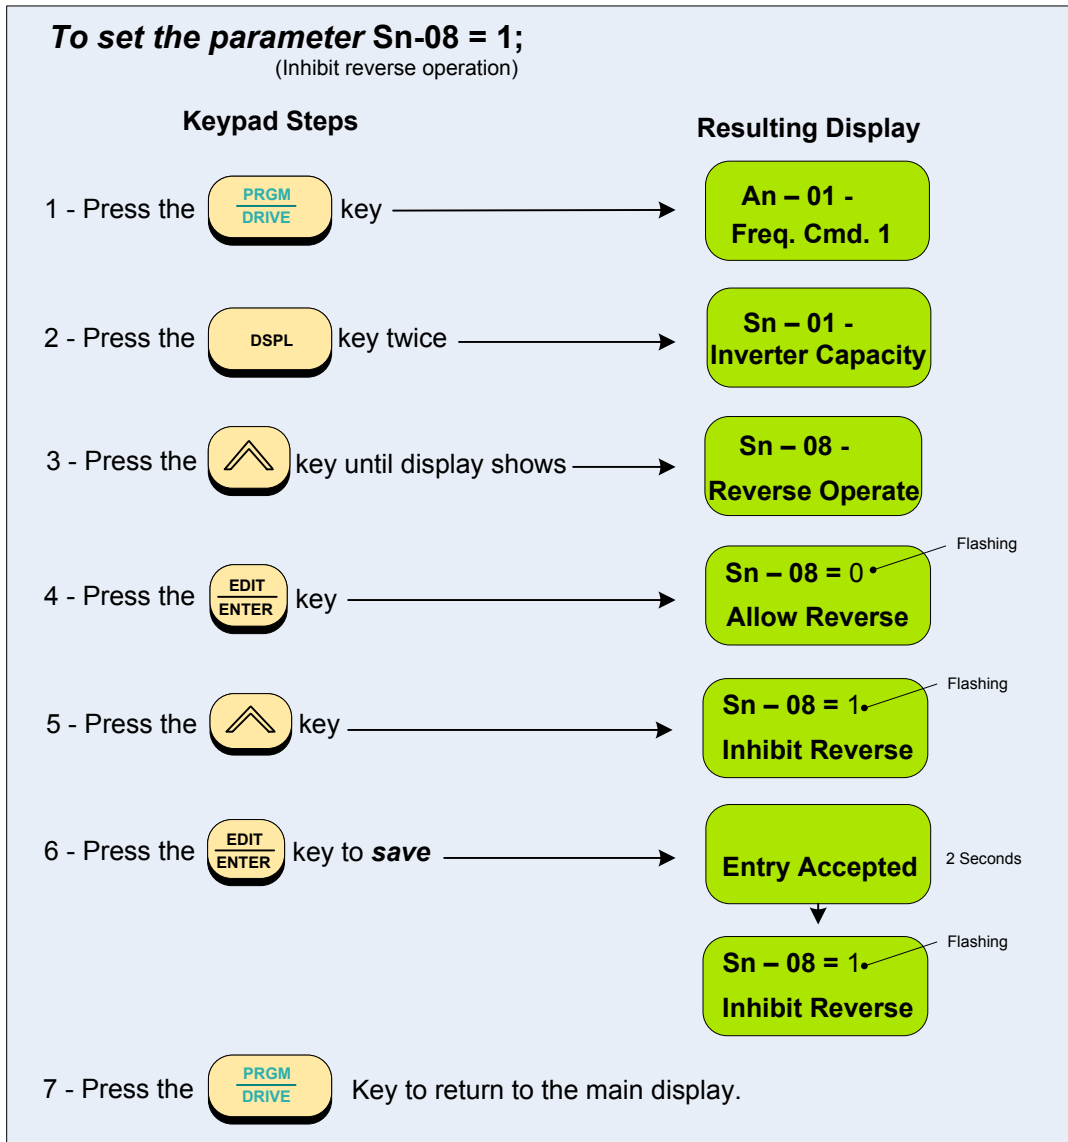 To set the parameter Sn-08 = 1;
(Inhibit reverse operation)
Keypad Steps
Resulting Display
1 - Press the PRGM DRIVE key
An – 01 -
Freq. Cmd. 1
2 - Press the DSPL key twice
Sn – 01 -
Inverter Capacity
3 - Press the key until display shows
Sn – 08 -
Reverse Operate
4 - Press the EDIT ENTER key
Sn – 08 = 0
Allow Reverse
Flashing
5 - Press the key
Sn – 08 = 1
Inhibit Reverse
Flashing
6 - Press the EDIT ENTER key to save
Entry Accepted
2 Seconds
Sn – 08 = 1
Inhibit Reverse
Flashing
7 - Press the PRGM DRIVE Key to return to the main display.